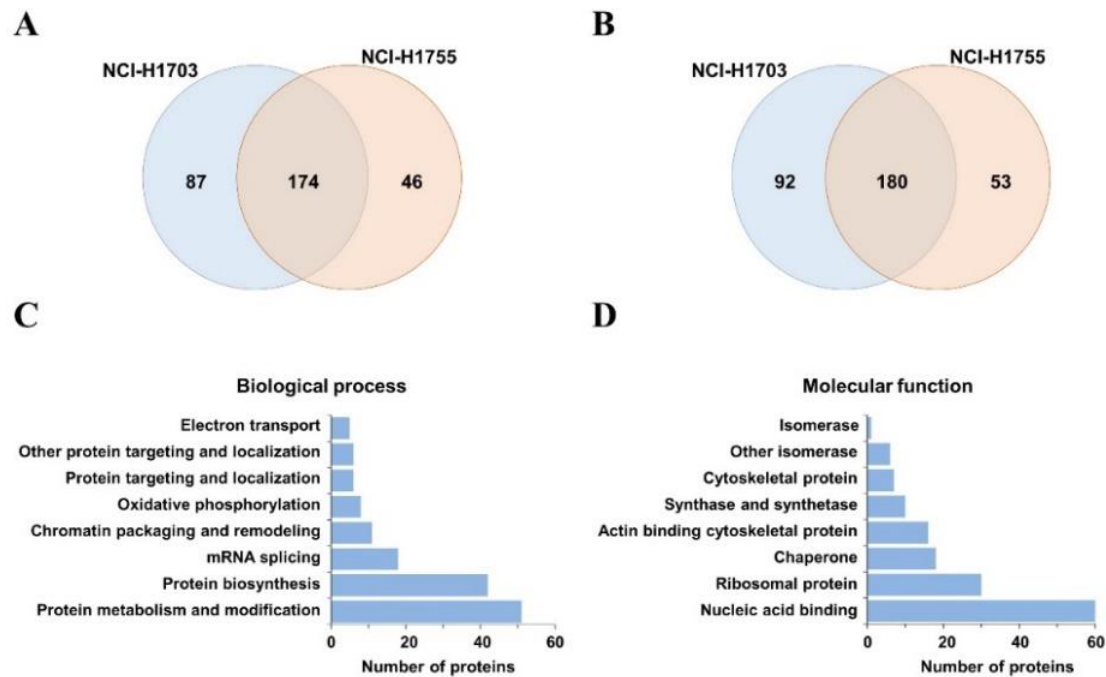 A
NCI-H1703
NCI-H1755
87
174
46
B
NCI-H1703
NCI-H1755
92
180
53
C
Biological process
Electron transport
Other protein targeting and localization
Protein targeting and localization
Oxidative phosphorylation
Chromatin packaging and remodeling
mRNA splicing
Protein biosynthesis
Protein metabolism and modification
0 20 40 60
Number of proteins
D
Molecular function
Isomerase
Other isomerase
Cytoskeletal protein
Synthase and synthetase
Actin binding cytoskeletal protein
Chaperone
Ribosomal protein
Nucleic acid binding
0 20 40 60
Number of proteins